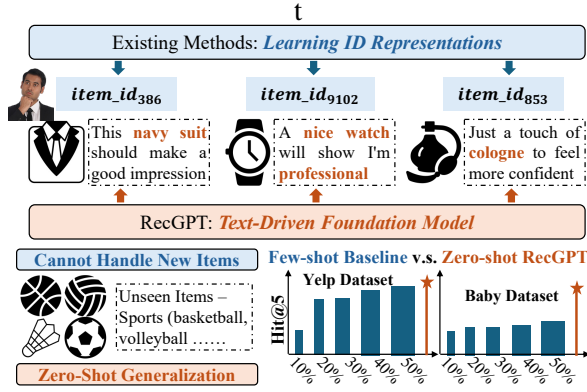 t
Existing Methods: Learning ID Representations
item_id386
item_id9102
item_id853
This navy suit
should make a
good impression
A nice watch
will show I'm
professional
Just a touch of
cologne to feel
more confident
RecGPT: Text-Driven Foundation Model
Cannot Handle New Items
Unseen Items –
Sports (basketball,
volleyball ……
Zero-Shot Generalization
Few-shot Baseline v.s. Zero-shot RecGPT
Hit@5
Yelp Dataset
10%
20%
30%
40%
50%
Baby Dataset
10%
20%
30%
40%
50%